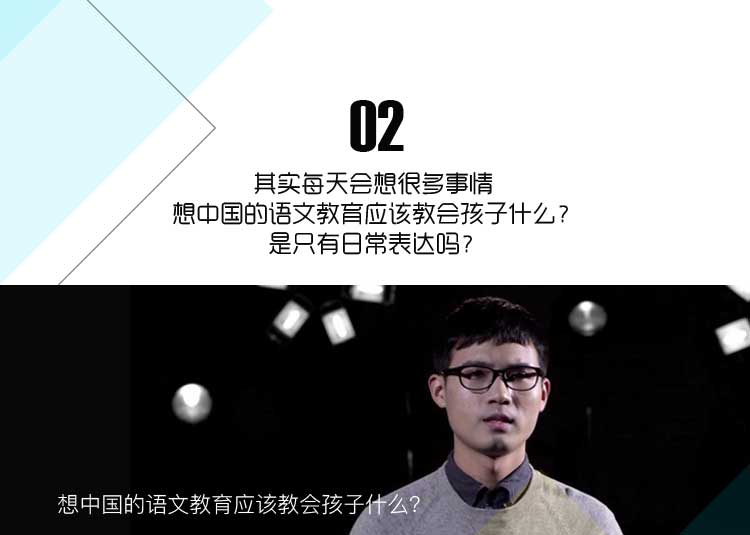 02
其实每天会想很多事情
想中国的语文教育应该教会孩子什么？
是只有日常表达吗？
想中国的语文教育应该教会孩子什么？